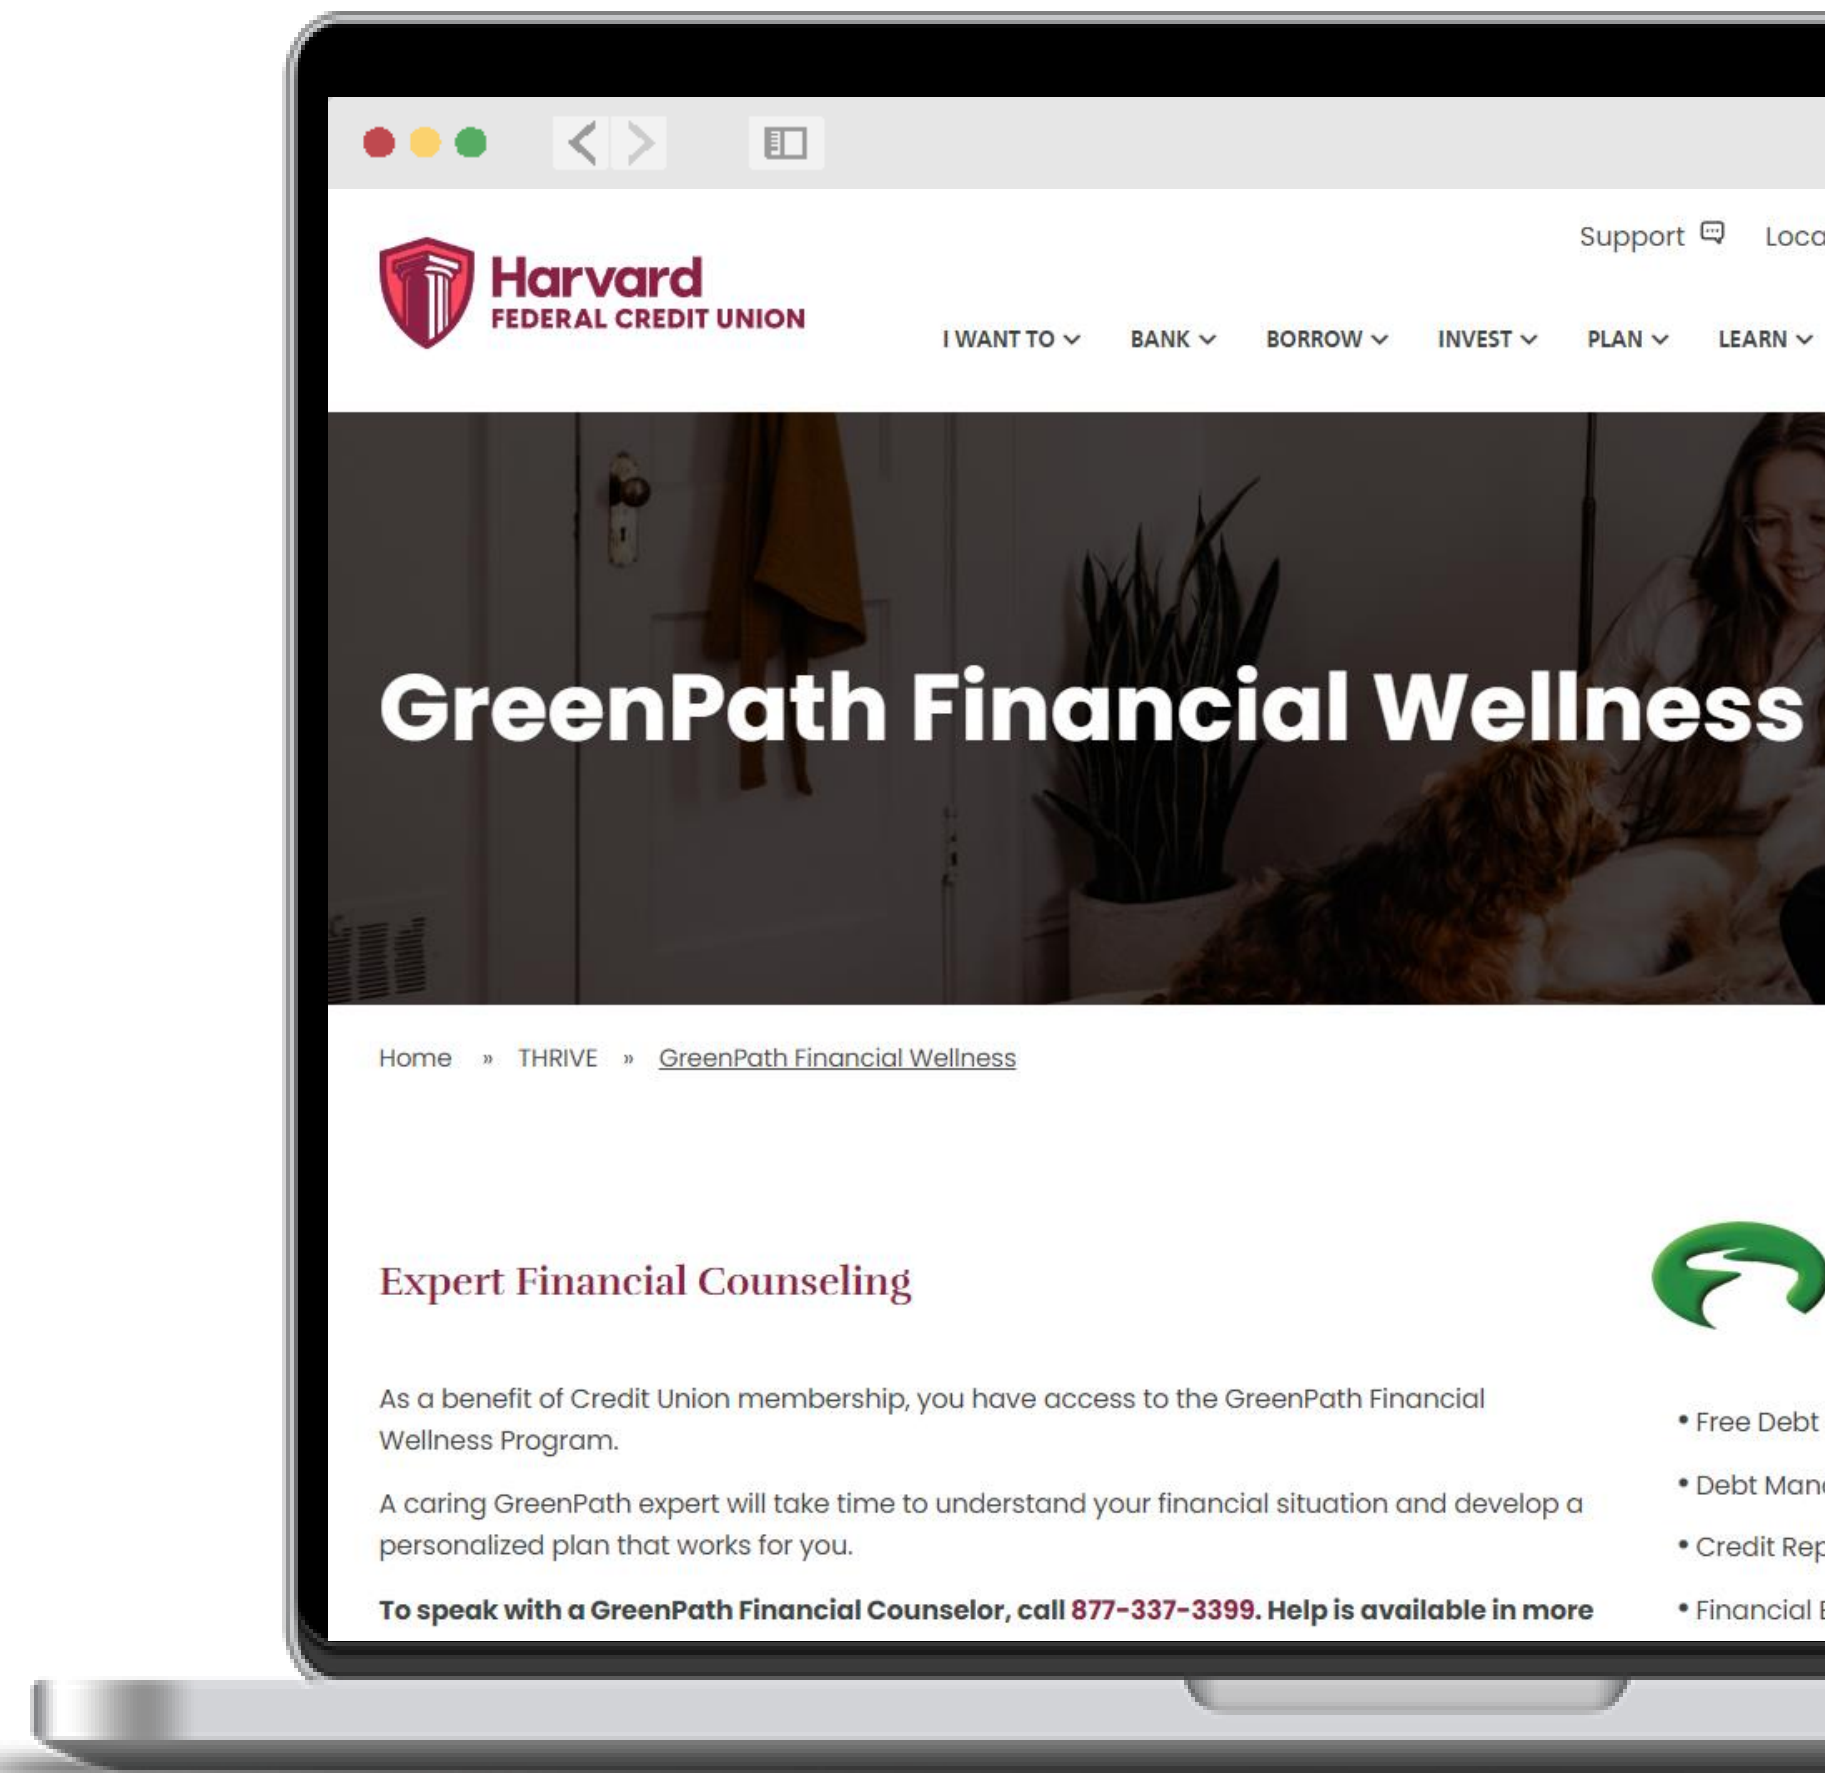 Support
Harvard
FEDERAL CREDIT UNION
I WANT TO BANK BORROW INVEST PLAN LEARN
GreenPath Financial Wellness
Home » THRIVE » GreenPath Financial Wellness
Expert Financial Counseling
As a benefit of Credit Union membership, you have access to the GreenPath Financial
Wellness Program.
A caring GreenPath expert will take time to understand your financial situation and develop a
personalized plan that works for you.
To speak with a GreenPath Financial Counselor, call 877-337-3399. Help is available in more
• Free Debt
• Debt
• Credit
• Financial